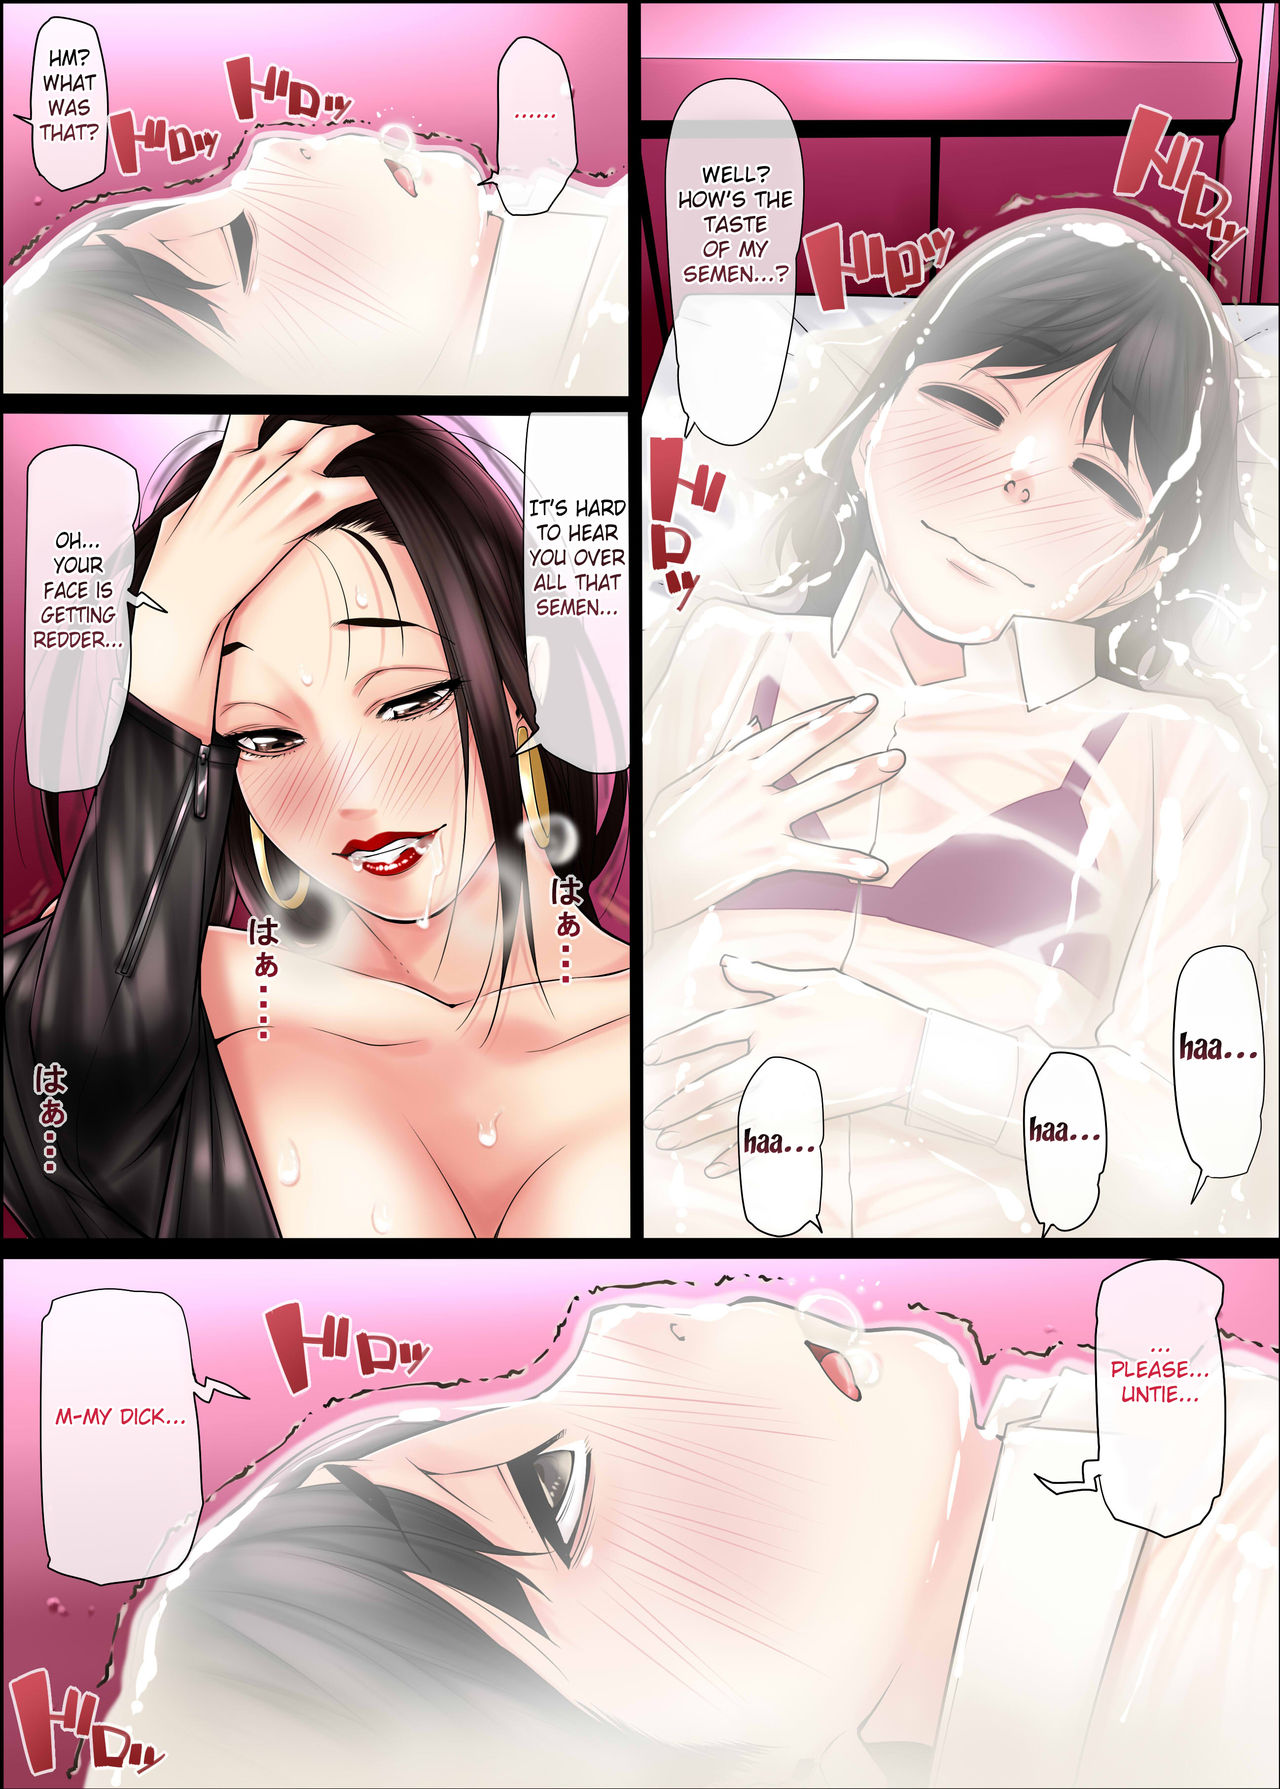 WELL?
HOW'S THE
TASTE
OF MY
SEMEN...?
ドロッ
ドロッ
ドロッ
haa...
haa...
haa...
......
ドロッ
ドロッ
HM?
WHAT
WAS
THAT?
IT'S HARD
TO HEAR
YOU OVER
ALL THAT
SEMEN...
OH...
YOUR
FACE IS
GETTING
REDDER...
はぁ....
はぁ....
はぁ....
...
PLEASE...
UNTIE...
ドロッ
M-MY DICK...
ドロッ